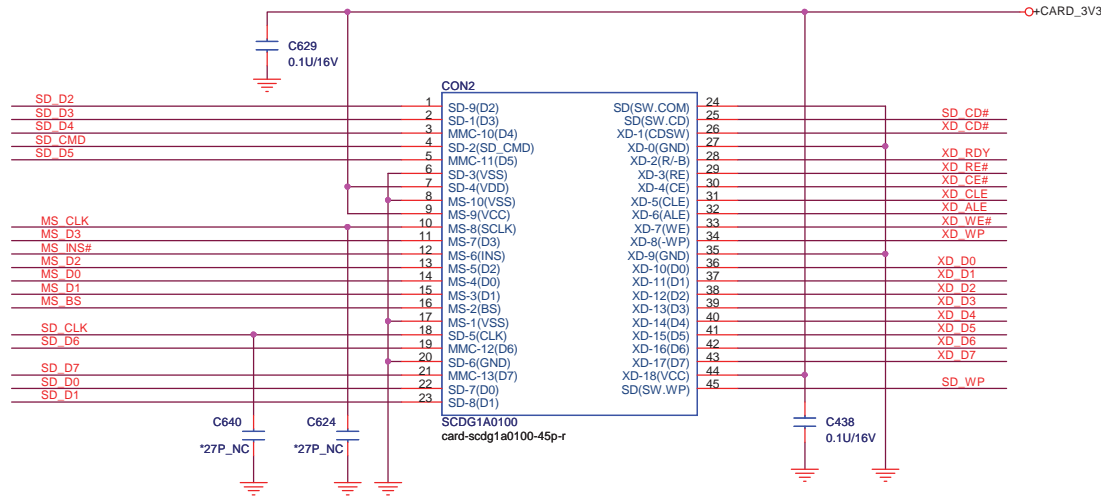 +CARD_3V3
C629
0.1U/16V
CON2
SD_D2 1 SD-9(D2) SD(SW.COM) 24
SD_D3 2 SD-1(D3) SD(SW.CD) 25 SD_CD#
SD_D4 3 MMC-10(D4) XD-1(CDSW) 26 XD_CD#
SD_CMD 4 SD-2(SD_CMD) XD-0(GND) 27
SD_D5 5 MMC-11(D5) XD-2(R/-B) 28 XD_RDY
6 SD-3(VSS) XD-3(RE) 29 XD_RE#
7 SD-4(VDD) XD-4(CE) 30 XD_CE#
8 MS-10(VSS) XD-5(CLE) 31 XD_CLE
9 MS-9(VCC) XD-6(ALE) 32 XD_ALE
MS_CLK 10 MS-8(SCLK) XD-7(WE) 33 XD_WE#
MS_D3 11 MS-7(D3) XD-8(-WP) 34 XD_WP
MS_INS# 12 MS-6(INS) XD-9(GND) 35
MS_D2 13 MS-5(D2) XD-10(D0) 36 XD_D0
MS_D0 14 MS-4(D0) XD-11(D1) 37 XD_D1
MS_D1 15 MS-3(D1) XD-12(D2) 38 XD_D2
MS_BS 16 MS-2(BS) XD-13(D3) 39 XD_D3
17 MS-1(VSS) XD-14(D4) 40 XD_D4
SD_CLK 18 SD-5(CLK) XD-15(D5) 41 XD_D5
SD_D6 19 MMC-12(D6) XD-16(D6) 42 XD_D6
20 SD-6(GND) XD-17(D7) 43 XD_D7
SD_D7 21 MMC-13(D7) XD-18(VCC) 44
SD_D0 22 SD-7(D0) SD(SW.WP) 45 SD_WP
SD_D1 23 SD-8(D1)
SCDG1A0100
card-scdg1a0100-45p-r
C640
*27P_NC
C624
*27P_NC
C438
0.1U/16V